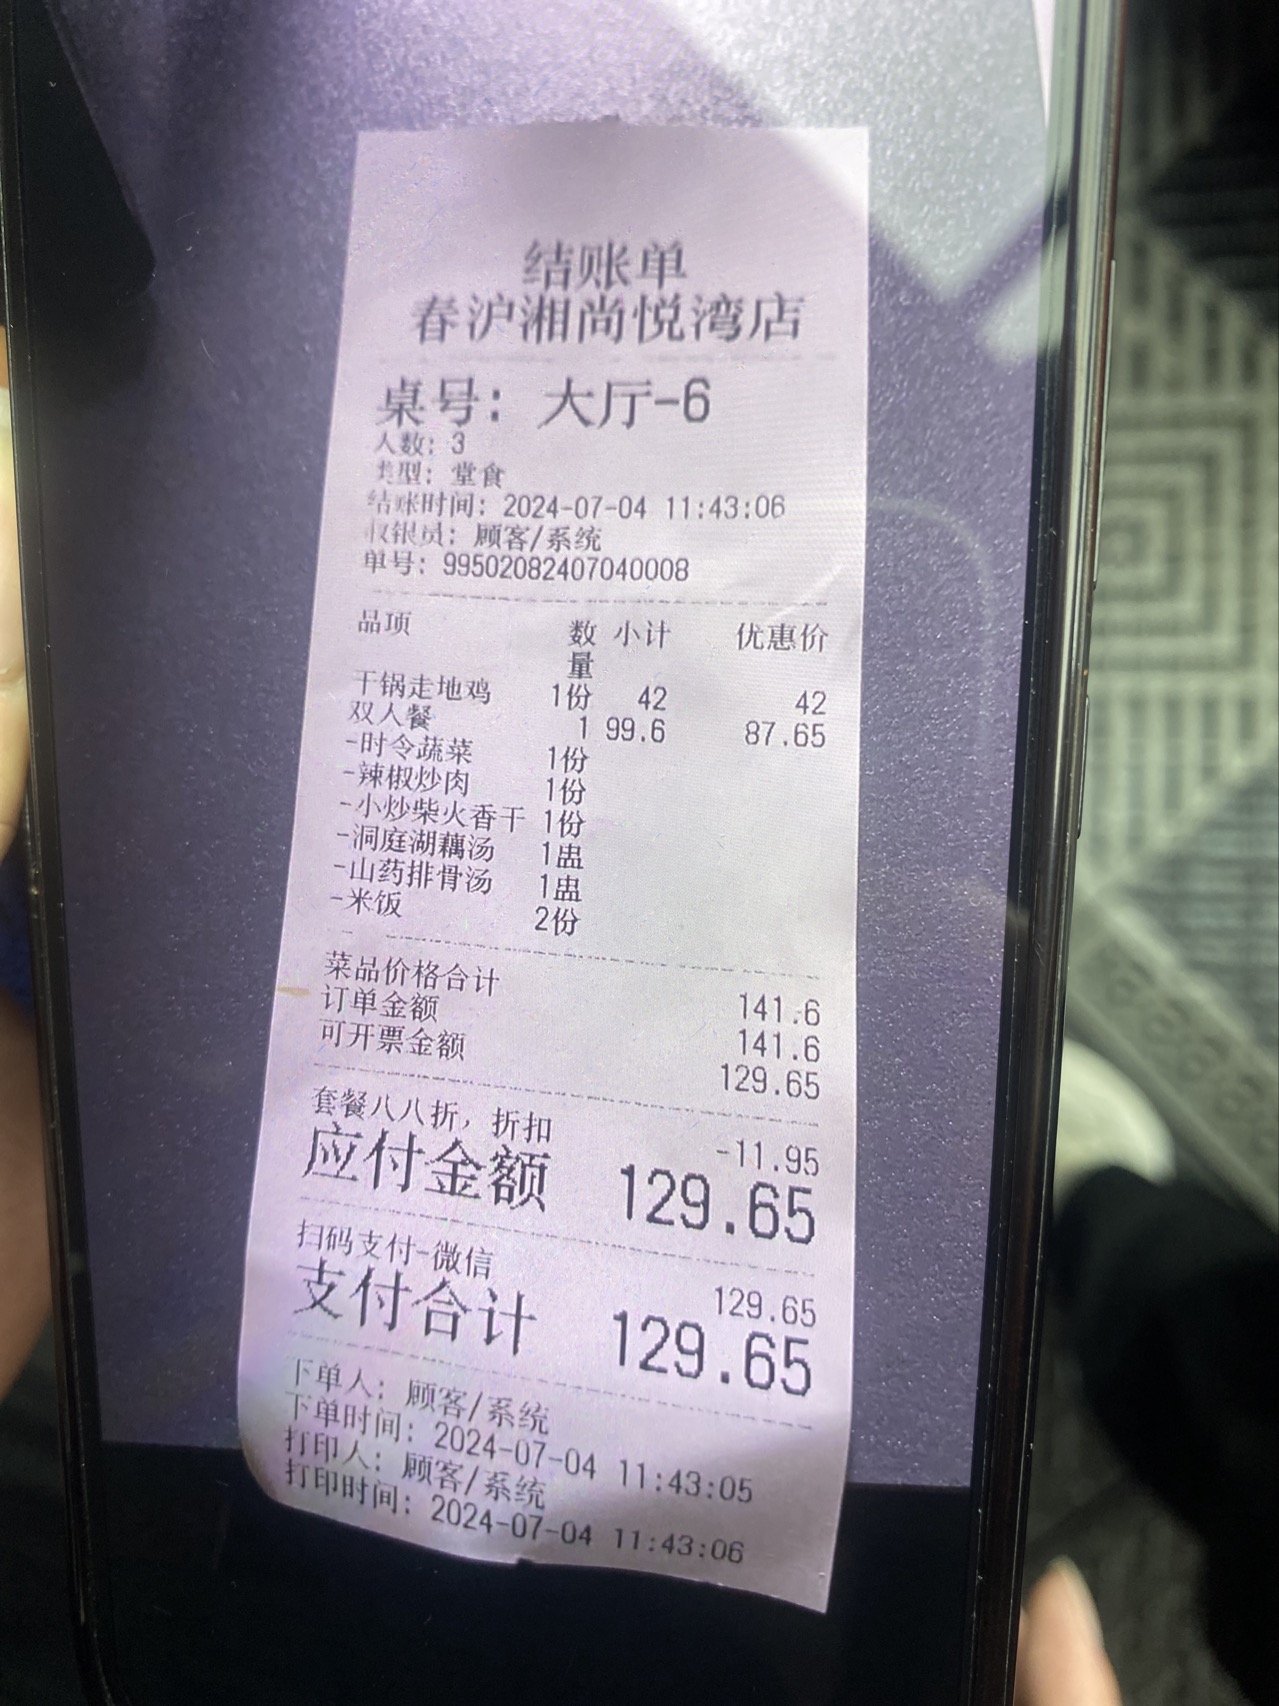 结账单
春沪湘尚悦湾店
桌号: 大厅-6
人数: 3
类型: 堂食
结账时间: 2024-07-04 11:43:06
收银员: 顾客/系统
单号: 99502082407040008
品项 数量 小计 优惠价
干锅走地鸡 1份 42 42
双人餐 1 99.6 87.65
-时令蔬菜 1份
-辣椒炒肉 1份
-小炒柴火香干 1份
-洞庭湖藕汤 1盅
-山药排骨汤 1盅
-米饭 2份
菜品价格合计 141.6
订单金额 141.6
可开票金额 129.65
套餐八八折, 折扣 -11.95
应付金额 129.65
扫码支付-微信 129.65
支付合计 129.65
下单人: 顾客/系统
下单时间: 2024-07-04 11:43:05
打印人: 顾客/系统
打印时间: 2024-07-04 11:43:06